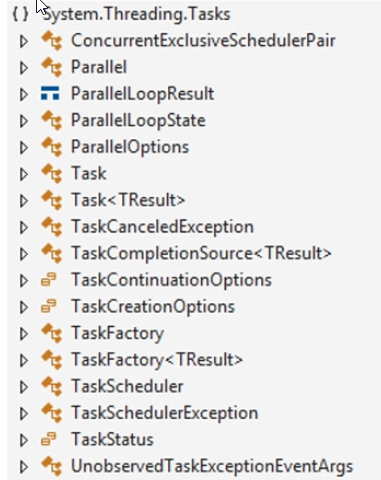 { } System.Threading.Tasks
ConcurrentExclusiveSchedulerPair
Parallel
ParallelLoopResult
ParallelLoopState
ParallelOptions
Task
Task<TResult>
TaskCanceledException
TaskCompletionSource<TResult>
TaskContinuationOptions
TaskCreationOptions
TaskFactory
TaskFactory<TResult>
TaskScheduler
TaskSchedulerException
TaskStatus
UnobservedTaskExceptionEventArgs